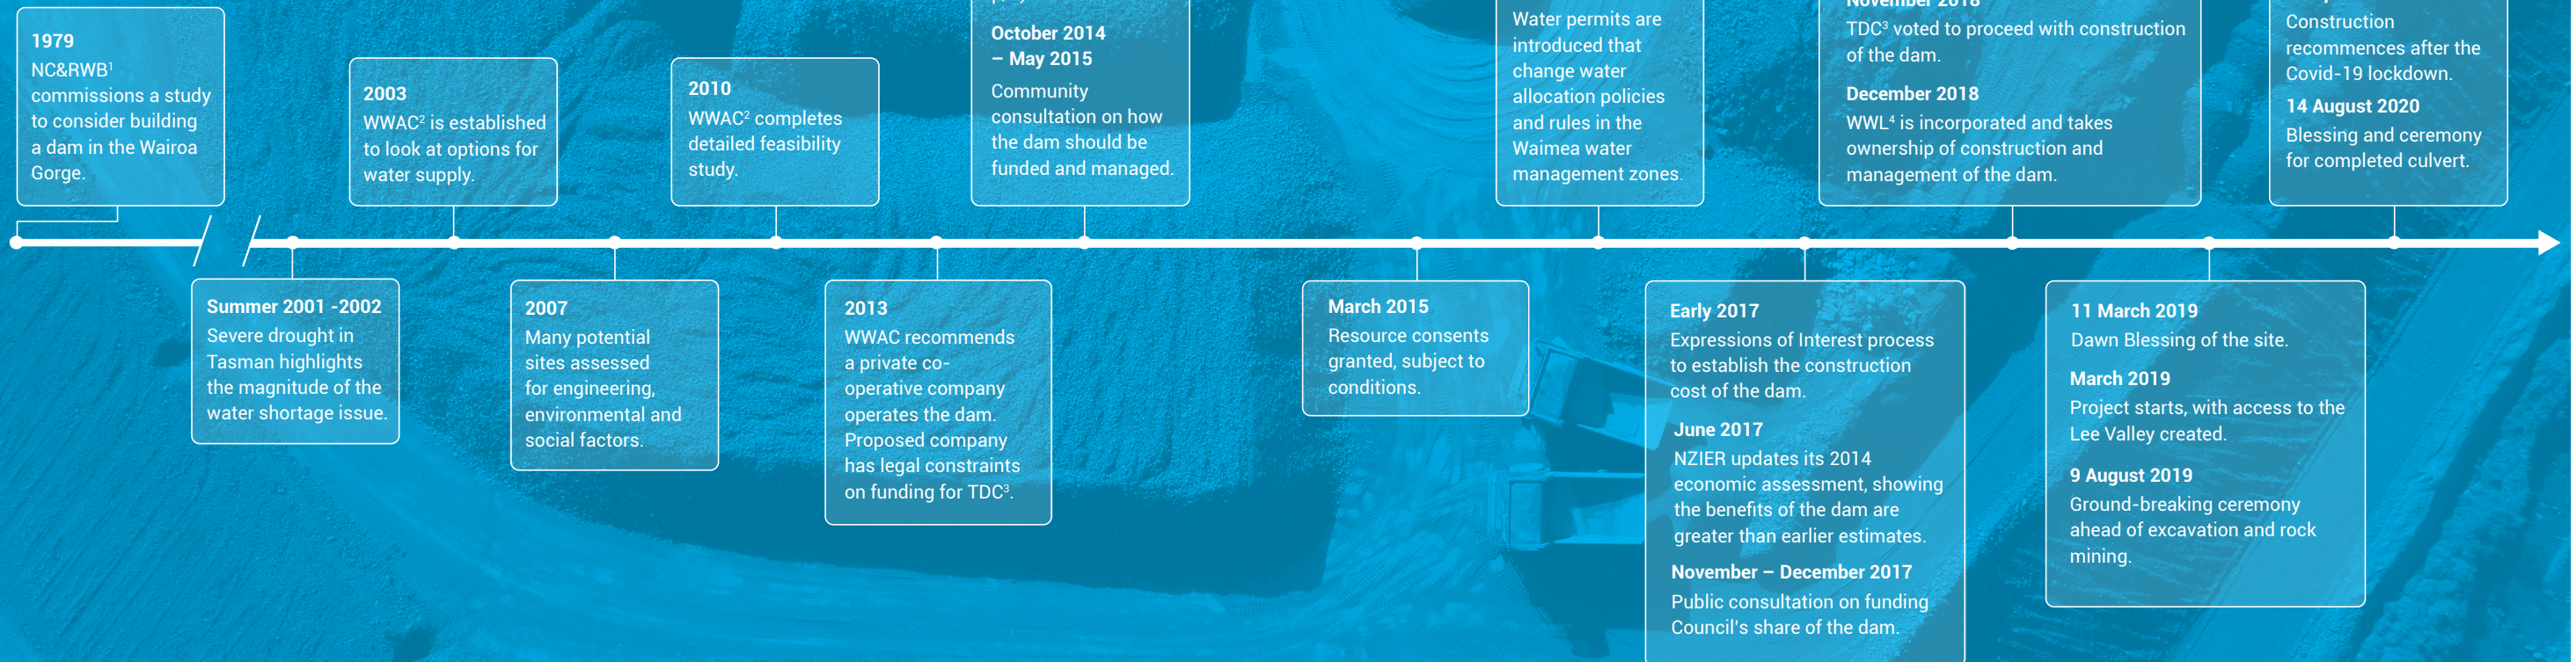 1979
NC&RWB¹
commissions a study
to consider building
a dam in the Wairoa
Gorge.
Summer 2001 -2002
Severe drought in
Tasman highlights
the magnitude of the
water shortage issue.
2003
WWAC² is established
to look at options for
water supply.
2007
Many potential
sites assessed
for engineering,
environmental and
social factors.
2010
WWAC² completes
detailed feasibility
study.
2013
WWAC recommends
a private co-
operative company
operates the dam.
Proposed company
has legal constraints
on funding for TDC³.
October 2014
– May 2015
Community
consultation on how
the dam should be
funded and managed.
March 2015
Resource consents
granted, subject to
conditions.
Water permits are
introduced that
change water
allocation policies
and rules in the
Waimea water
management zones.
Early 2017
Expressions of Interest process
to establish the construction
cost of the dam.
June 2017
NZIER updates its 2014
economic assessment, showing
the benefits of the dam are
greater than earlier estimates.
November – December 2017
Public consultation on funding
Council's share of the dam.
November 2018
TDC³ voted to proceed with construction
of the dam.
December 2018
WWL⁴ is incorporated and takes
ownership of construction and
management of the dam.
11 March 2019
Dawn Blessing of the site.
March 2019
Project starts, with access to the
Lee Valley created.
9 August 2019
Ground-breaking ceremony
ahead of excavation and rock
mining.
Construction
recommences after the
Covid-19 lockdown.
14 August 2020
Blessing and ceremony
for completed culvert.